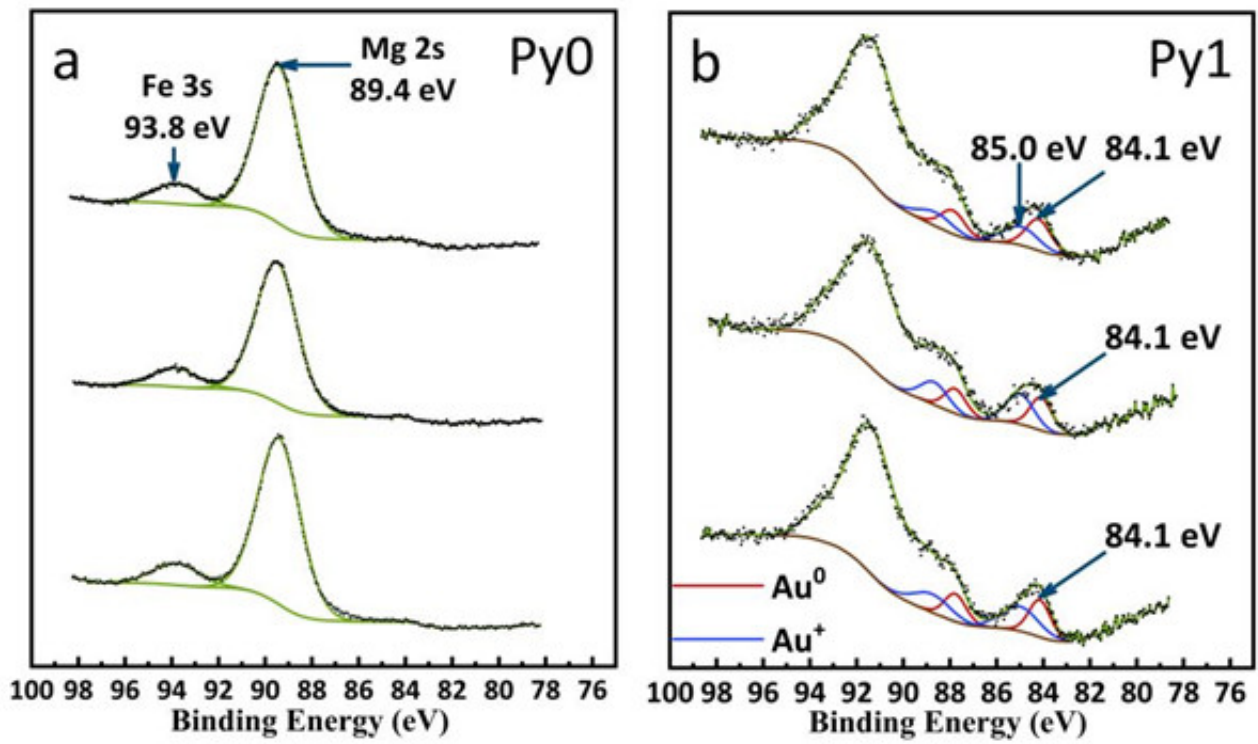 a
Py0
Fe 3s
93.8 eV
Mg 2s
89.4 eV
100 98 96 94 92 90 88 86 84 82 80 78 76
Binding Energy (eV)
b
Py1
85.0 eV
84.1 eV
84.1 eV
84.1 eV
Au⁰
Au⁺
100 98 96 94 92 90 88 86 84 82 80 78 76
Binding Energy (eV)